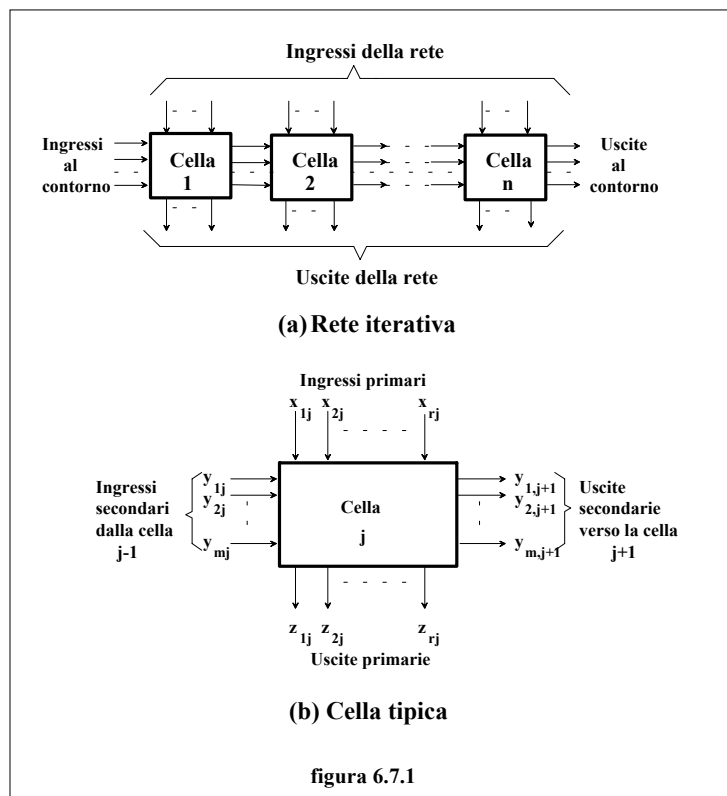 Ingressi della rete
Ingressi al contorno
Cella 1
Cella 2
Cella n
Uscite al contorno
Uscite della rete
(a) Rete iterativa
Ingressi primari
x1j x2j xrj
Ingressi secondari dalla cella j-1
y1j
y2j
ymj
Cella j
y1,j+1
y2,j+1
ym,j+1
Uscite secondarie verso la cella j+1
z1j z2j zrj
Uscite primarie
(b) Cella tipica
figura 6.7.1